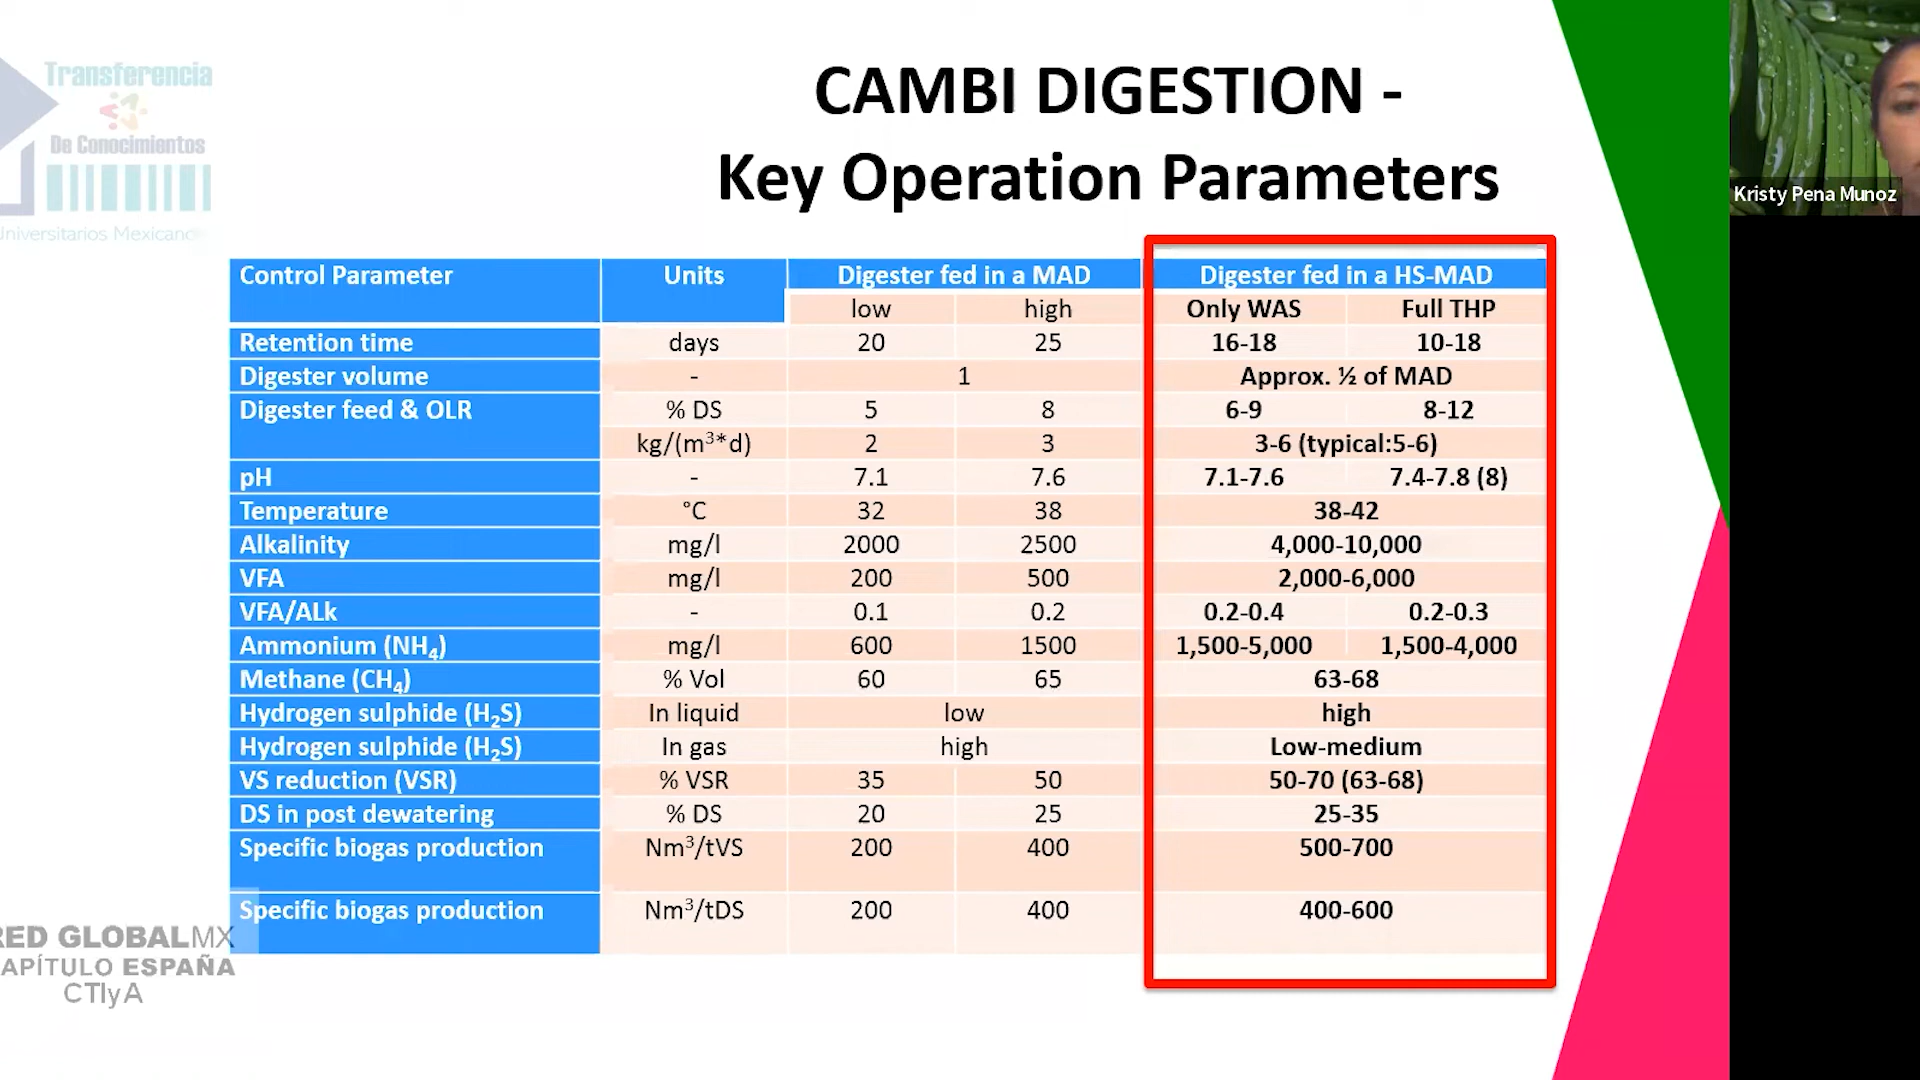 Transferencia
De Conocimientos
Universitarios Mexicanos
CAMBI DIGESTION -
Key Operation Parameters
Kristy Pena Munoz
Control Parameter Units Digester fed in a MAD Digester fed in a HS-MAD
low high Only WAS Full THP
Retention time days 20 25 16-18 10-18
Digester volume - 1 Approx. ½ of MAD
Digester feed & OLR % DS 5 8 6-9 8-12
kg/(m³*d) 2 3 3-6 (typical:5-6)
pH - 7.1 7.6 7.1-7.6 7.4-7.8 (8)
Temperature °C 32 38 38-42
Alkalinity mg/l 2000 2500 4,000-10,000
VFA mg/l 200 500 2,000-6,000
VFA/ALk - 0.1 0.2 0.2-0.4 0.2-0.3
Ammonium (NH₄) mg/l 600 1500 1,500-5,000 1,500-4,000
Methane (CH₄) % Vol 60 65 63-68
Hydrogen sulphide (H₂S) In liquid low high
Hydrogen sulphide (H₂S) In gas high Low-medium
VS reduction (VSR) % VSR 35 50 50-70 (63-68)
DS in post dewatering % DS 20 25 25-35
Specific biogas production Nm³/tVS 200 400 500-700
Specific biogas production Nm³/tDS 200 400 400-600
RED GLOBALMX
CAPÍTULO ESPAÑA
CTIyA